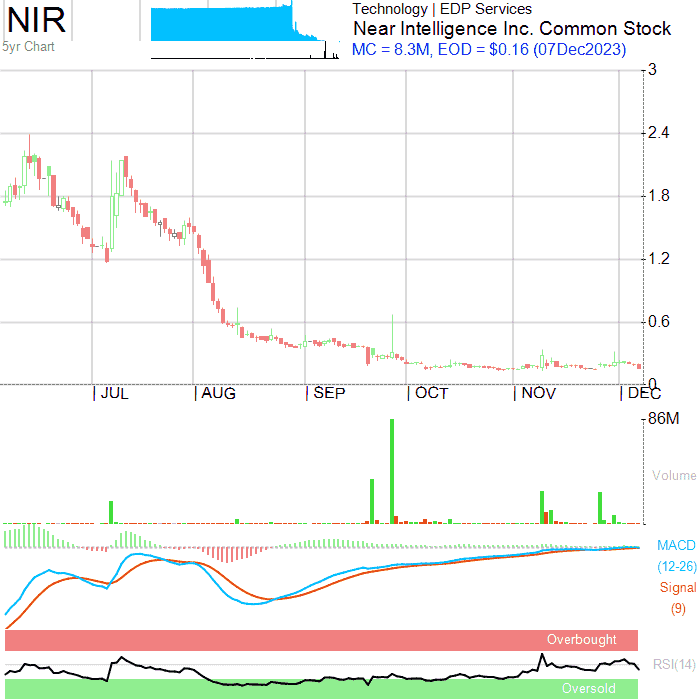 NIR
5yr Chart
Technology | EDP Services
Near Intelligence Inc. Common Stock
MC = 8.3M, EOD = $0.16 (07Dec2023)
3
2.4
1.8
1.2
0.6
0
JUL AUG SEP OCT NOV DEC
86M
Volume
MACD
(12-26)
Signal
(9)
Overbought
RSI(14)
Oversold